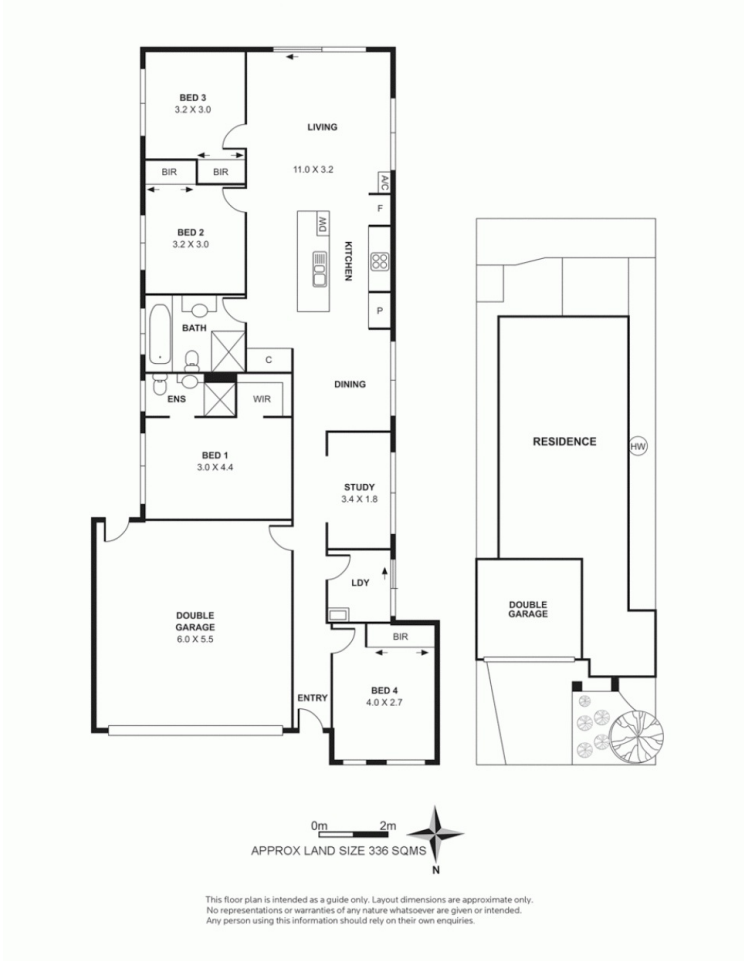 BED 3
3.2 X 3.0
LIVING
11.0 X 3.2
BIR
BIR
A/C
F
BED 2
3.2 X 3.0
DW
KITCHEN
P
BATH
C
DINING
ENS
WIR
BED 1
3.0 X 4.4
STUDY
3.4 X 1.8
LDY
DOUBLE
GARAGE
6.0 X 5.5
BIR
BED 4
4.0 X 2.7
ENTRY
RESIDENCE
HW
DOUBLE
GARAGE
0m 2m
APPROX LAND SIZE 336 SQMS
N
This floor plan is intended as a guide only. Layout dimensions are approximate only.
No representations or warranties of any nature whatsoever are given or intended.
Any person using this information should rely on their own enquiries.